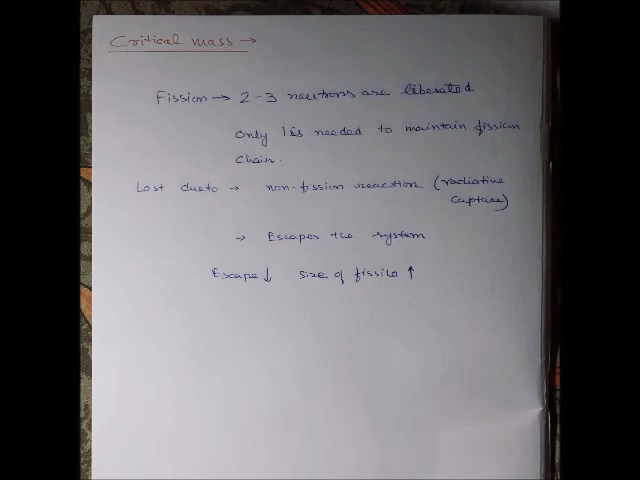 Critical mass →
Fission → 2-3 neutrons are liberated
Only 1 is needed to maintain fission
chain.
Lost due to → non-fission reaction (radiative
capture)
→ Escapes the system
Escape ↓ size of fissile ↑